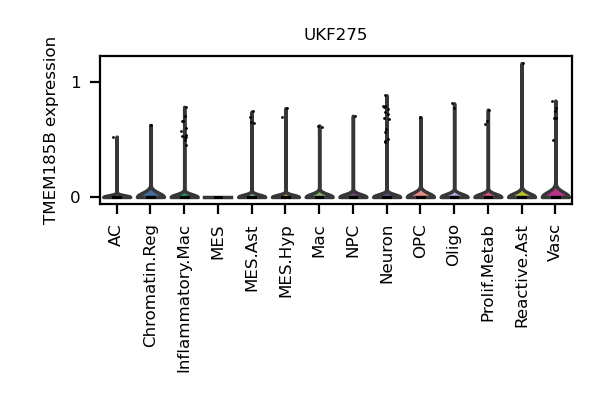 UKF275
TMEM185B expression
1
0
AC
Chromatin.Reg
Inflammatory.Mac
MES
MES.Ast
MES.Hyp
Mac
NPC
Neuron
OPC
Oligo
Prolif.Metab
Reactive.Ast
Vasc